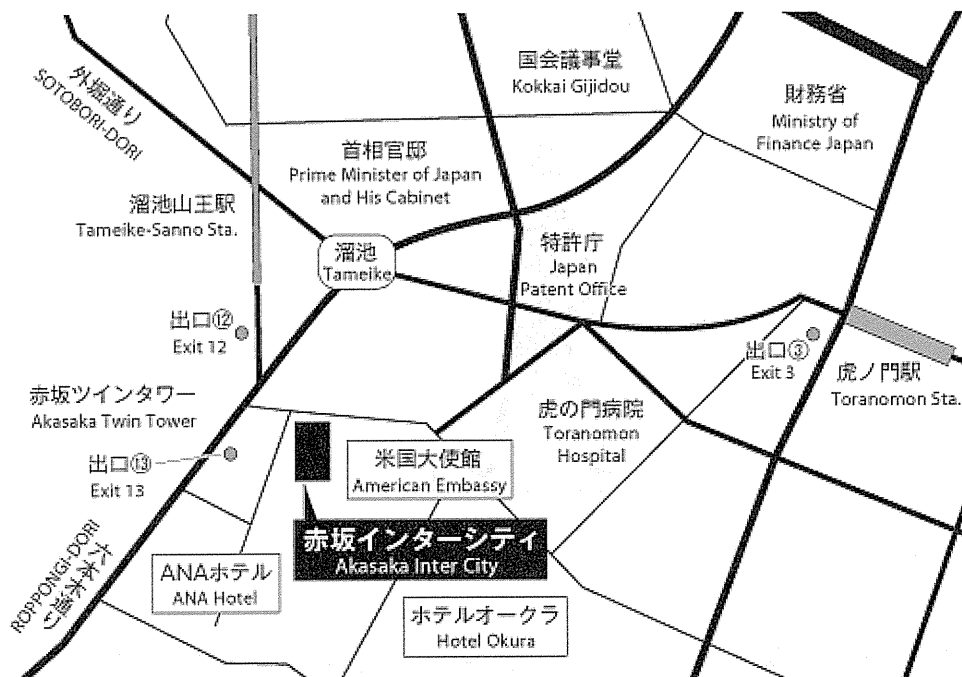 外堀通り
SOTOBORI-DORI
国会議事堂
Kokkai Gijidou
財務省
Ministry of
Finance Japan
首相官邸
Prime Minister of Japan
and His Cabinet
溜池山王駅
Tameike-Sanno Sta.
溜池
Tameike
特許庁
Japan
Patent Office
出口⑫
Exit 12
出口③
Exit 3
虎ノ門駅
Toranomon Sta.
赤坂ツインタワー
Akasaka Twin Tower
虎の門病院
Toranomon
Hospital
出口⑬
Exit 13
米国大使館
American Embassy
赤坂インターシティ
Akasaka Inter City
ROPPONGI-DORI
六本木通り
ANAホテル
ANA Hotel
ホテルオークラ
Hotel Okura